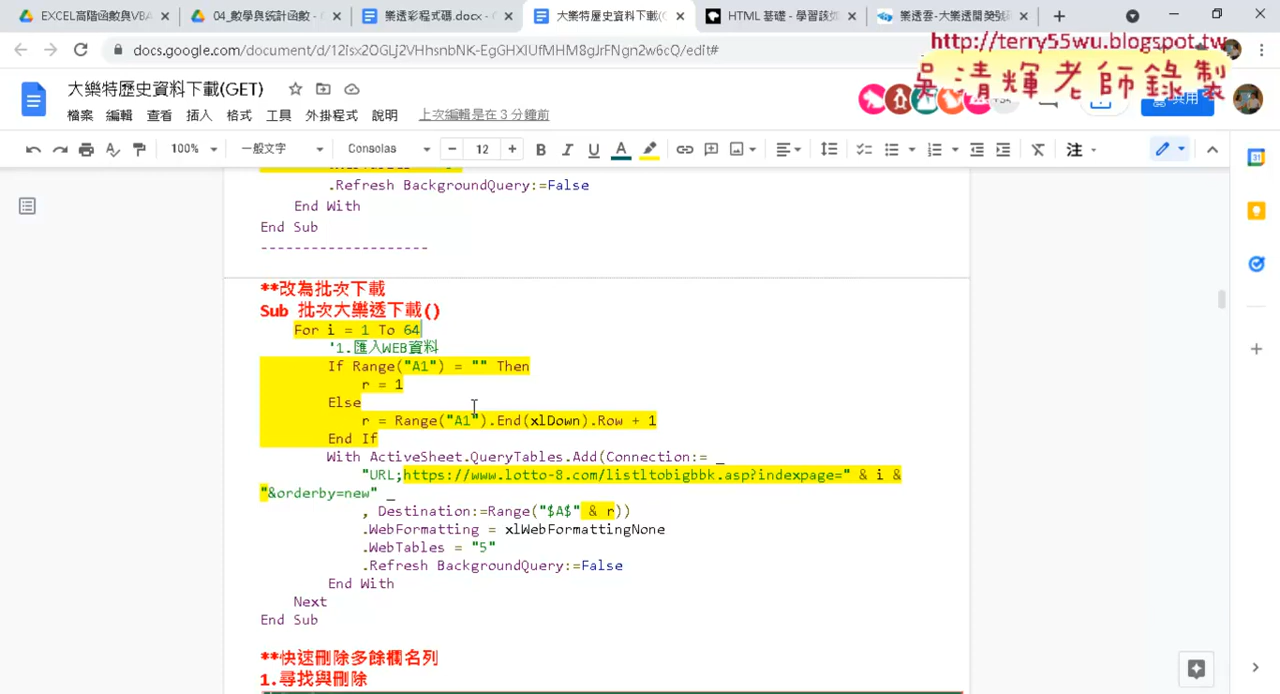 EXCEL高階函數與VBA
04_數學與統計函數 -
樂透彩程式碼.docx -
大樂特歷史資料下載(
HTML 基礎 - 學習該如
樂透雲-大樂透開獎號
docs.google.com/document/d/12isx2OGLj2VHhsnbNK-EgGHXIUfMHM8gJrFNgn2w6cQ/edit#
http://terry55wu.blogspot.tw
吳清輝老師錄製
大樂特歷史資料下載(GET)
檔案 編輯 查看 插入 格式 工具 外掛程式 說明 上次編輯是在 3 分鐘前
共用
100% 一般文字 Consolas − 12 + B I U A 注
.Refresh BackgroundQuery:=False
End With
End Sub
--------------------
**改為批次下載
Sub 批次大樂透下載()
For i = 1 To 64
'1.匯入WEB資料
If Range("A1") = "" Then
r = 1
Else
r = Range("A1").End(xlDown).Row + 1
End If
With ActiveSheet.QueryTables.Add(Connection:= _
"URL;https://www.lotto-8.com/listltobigbbk.asp?indexpage=" & i &
"&orderby=new" _
, Destination:=Range("$A$" & r))
.WebFormatting = xlWebFormattingNone
.WebTables = "5"
.Refresh BackgroundQuery:=False
End With
Next
End Sub
**快速刪除多餘欄名列
1.尋找與刪除